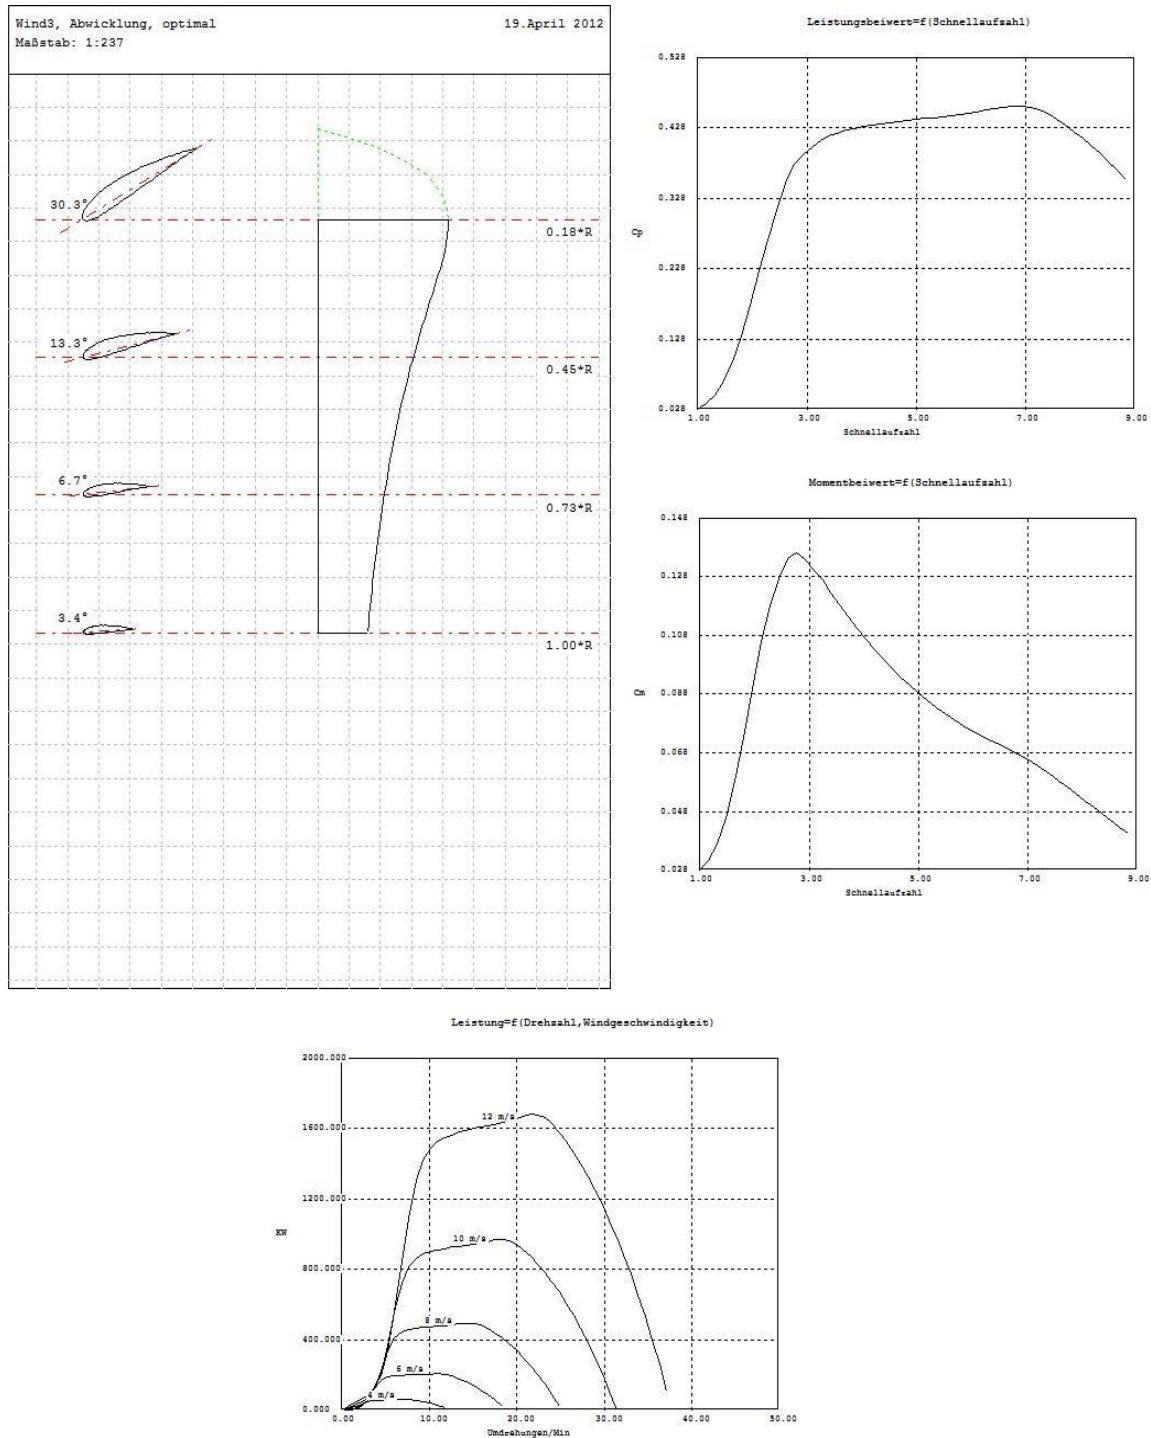 Wind3, Abwicklung, optimal
19.April 2012
Maßstab: 1:237
30.3°
0.18*R
13.3°
0.45*R
6.7°
0.73*R
3.4°
1.00*R
Leistungsbeiwert=f(Schnellaufzahl)
0.528
0.428
0.328
Cp
0.228
0.128
0.028
1.00 3.00 5.00 7.00 9.00
Schnellaufzahl
Momentbeiwert=f(Schnellaufzahl)
0.148
0.128
0.108
0.088
Cm
0.068
0.048
0.028
1.00 3.00 5.00 7.00 9.00
Schnellaufzahl
Leistung=f(Drehzahl,Windgeschwindigkeit)
2000.000
12 m/s
1600.000
1200.000
KW
10 m/s
800.000
8 m/s
400.000
6 m/s
4 m/s
0.000
0.00 10.00 20.00 30.00 40.00 50.00
Umdrehungen/Min